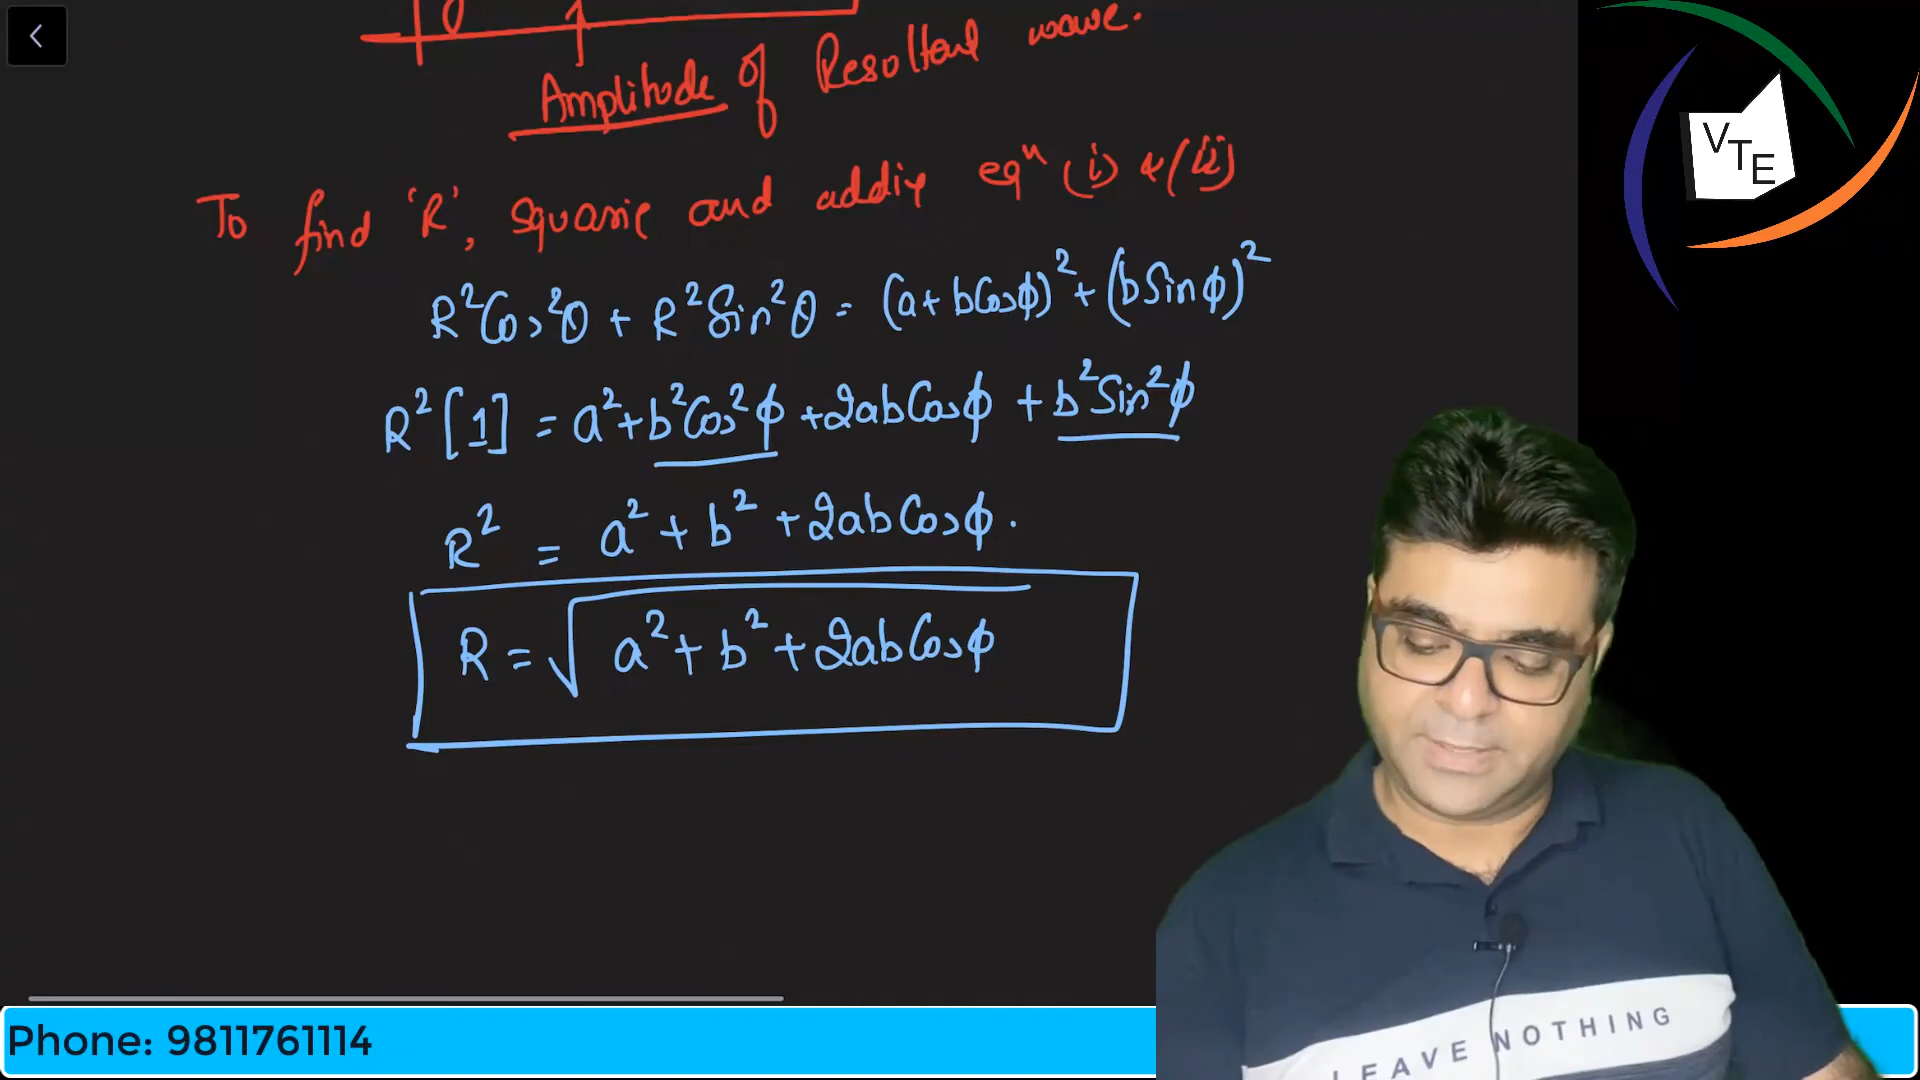 Amplitude of Resultant wave.
To find 'R', squaring and adding eqⁿ (i) & (ii)
R²Cos²θ + R²Sin²θ = (a + bCosϕ)² + (bSinϕ)²
R²[1] = a² + b²Cos²ϕ + 2abCosϕ + b²Sin²ϕ
R² = a² + b² + 2abCosϕ.
R = √a² + b² + 2abCosϕ
VTE
LEAVE NOTHING
Phone: 9811761114